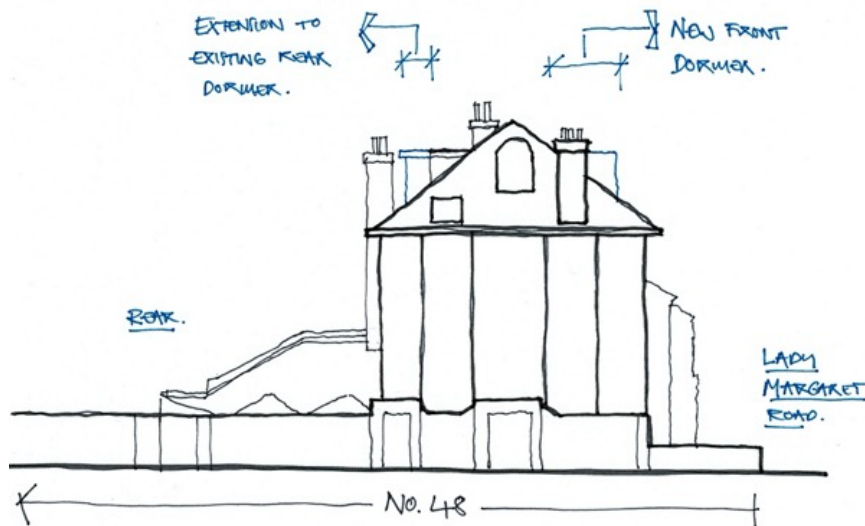 EXTENSION TO
EXISTING REAR
DORMER.
NEW FRONT
DORMER.
REAR.
LADY
MARGARET
ROAD.
NO. 48